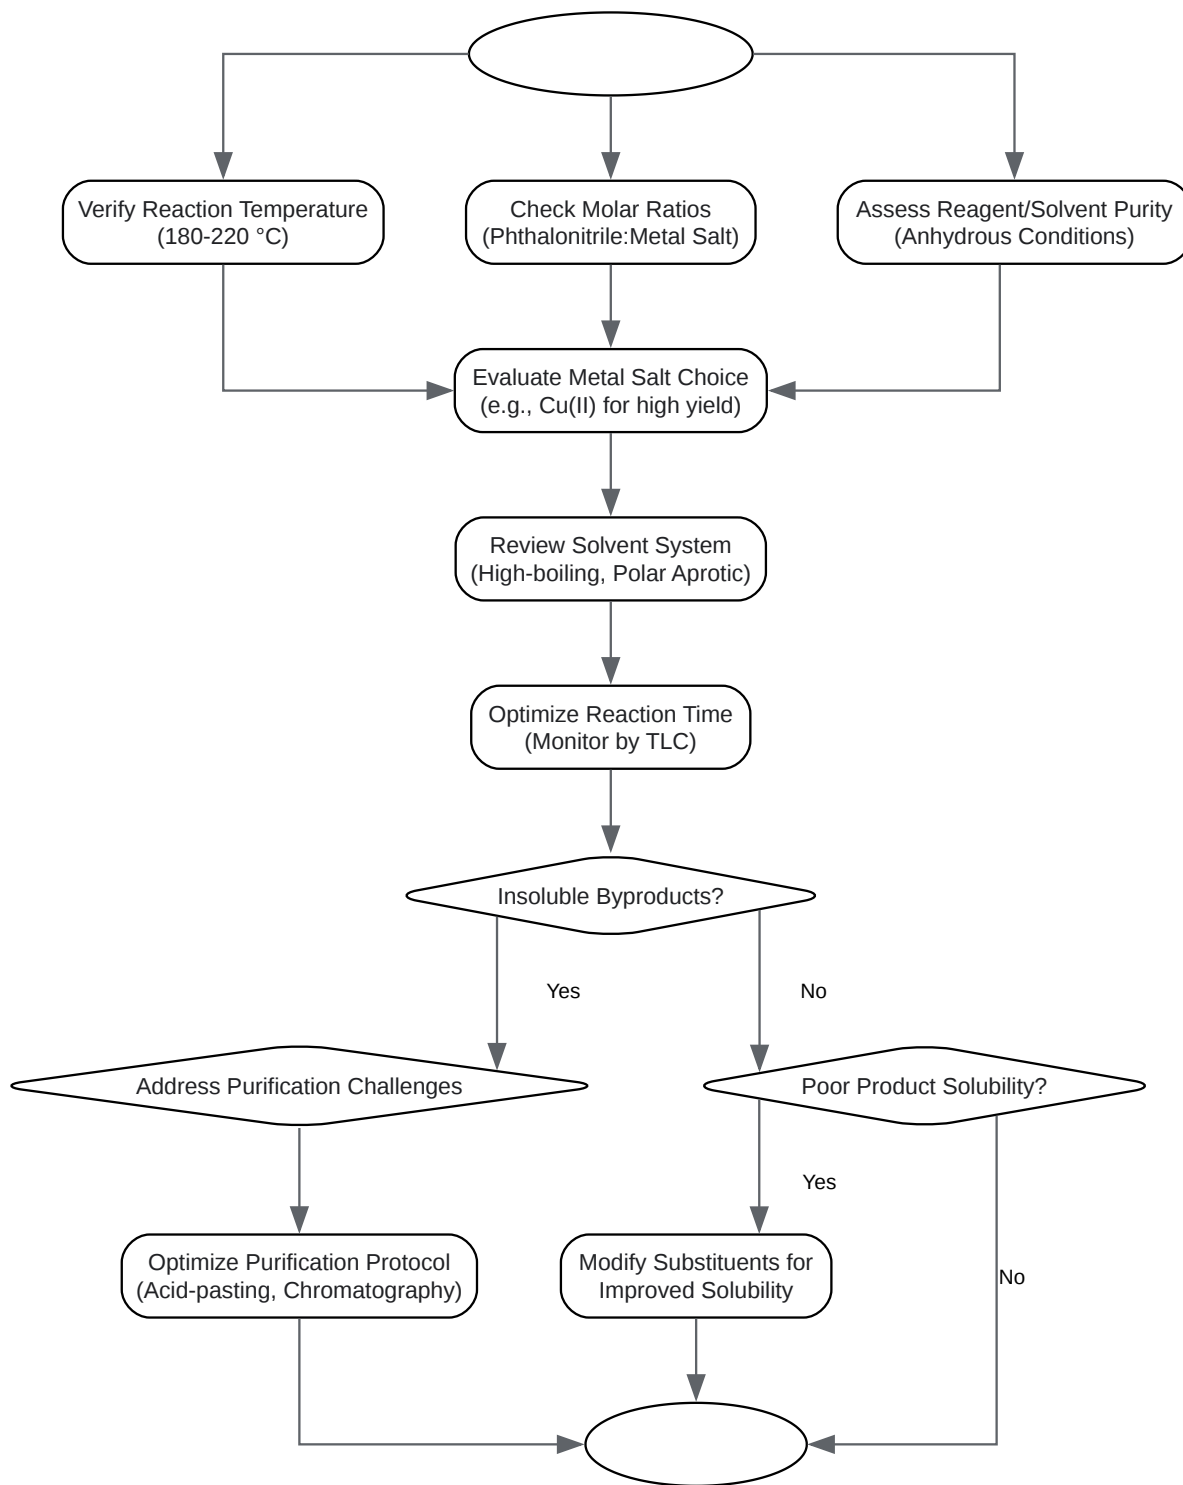 Verify Reaction Temperature
(180-220 °C)
Check Molar Ratios
(Phthalonitrile:Metal Salt)
Assess Reagent/Solvent Purity
(Anhydrous Conditions)
Evaluate Metal Salt Choice
(e.g., Cu(II) for high yield)
Review Solvent System
(High-boiling, Polar Aprotic)
Optimize Reaction Time
(Monitor by TLC)
Insoluble Byproducts?
Yes
No
Address Purification Challenges
Poor Product Solubility?
Yes
Optimize Purification Protocol
(Acid-pasting, Chromatography)
Modify Substituents for
Improved Solubility
No